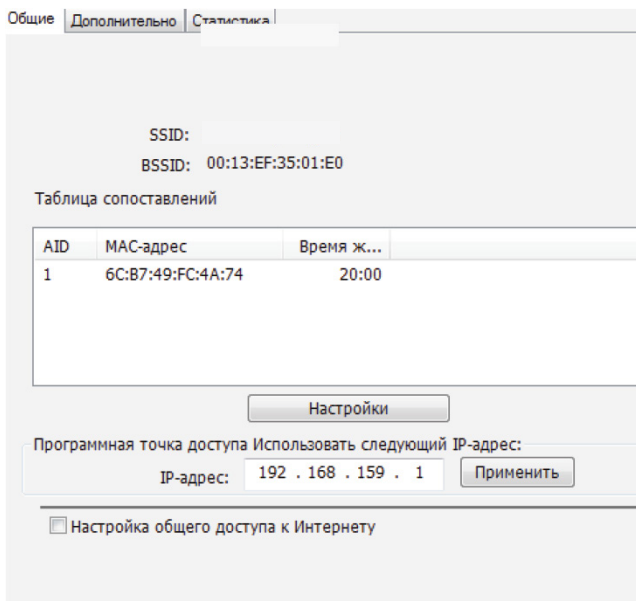 Общие Дополнительно Статистика
SSID:
BSSID: 00:13:EF:35:01:E0
Таблица сопоставлений
AID MAC-адрес Время ж...
1 6C:B7:49:FC:4A:74 20:00
Настройки
Программная точка доступа Использовать следующий IP-адрес:
IP-адрес: 192 . 168 . 159 . 1 Применить
Настройка общего доступа к Интернету